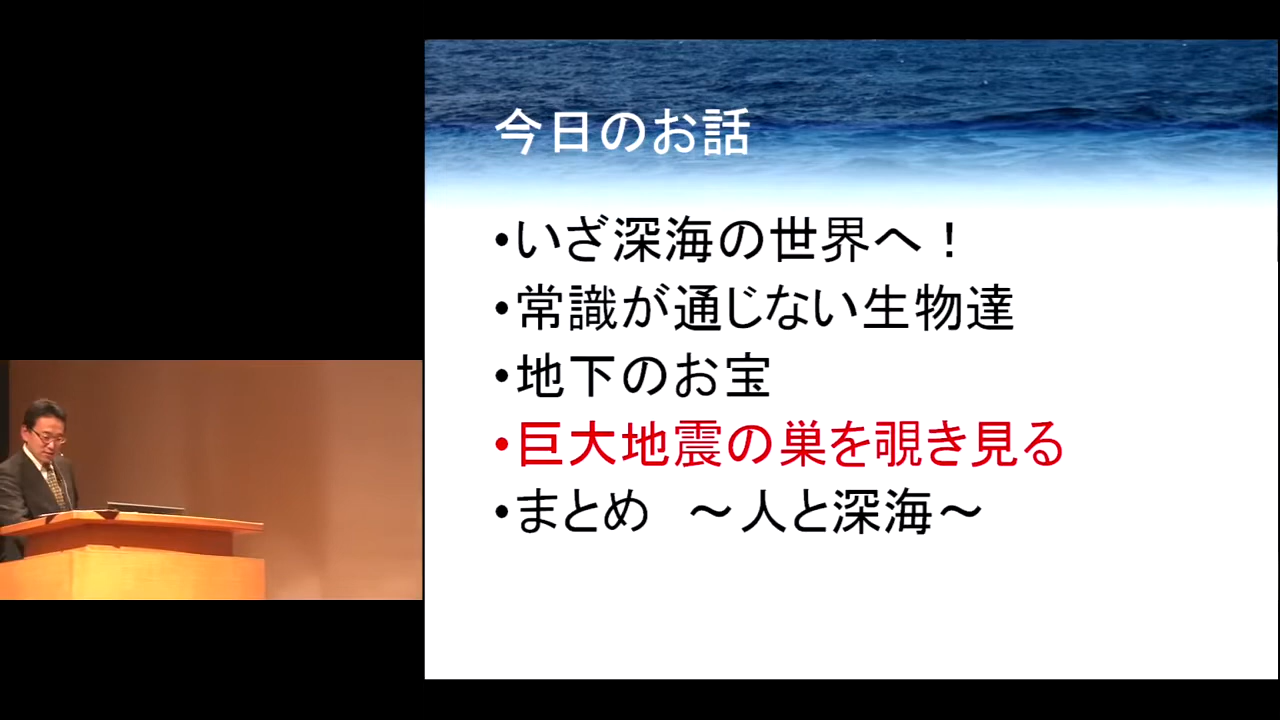 今日のお話
•いざ深海の世界へ！
•常識が通じない生物達
•地下のお宝
•巨大地震の巣を覗き見る
•まとめ　～人と深海～